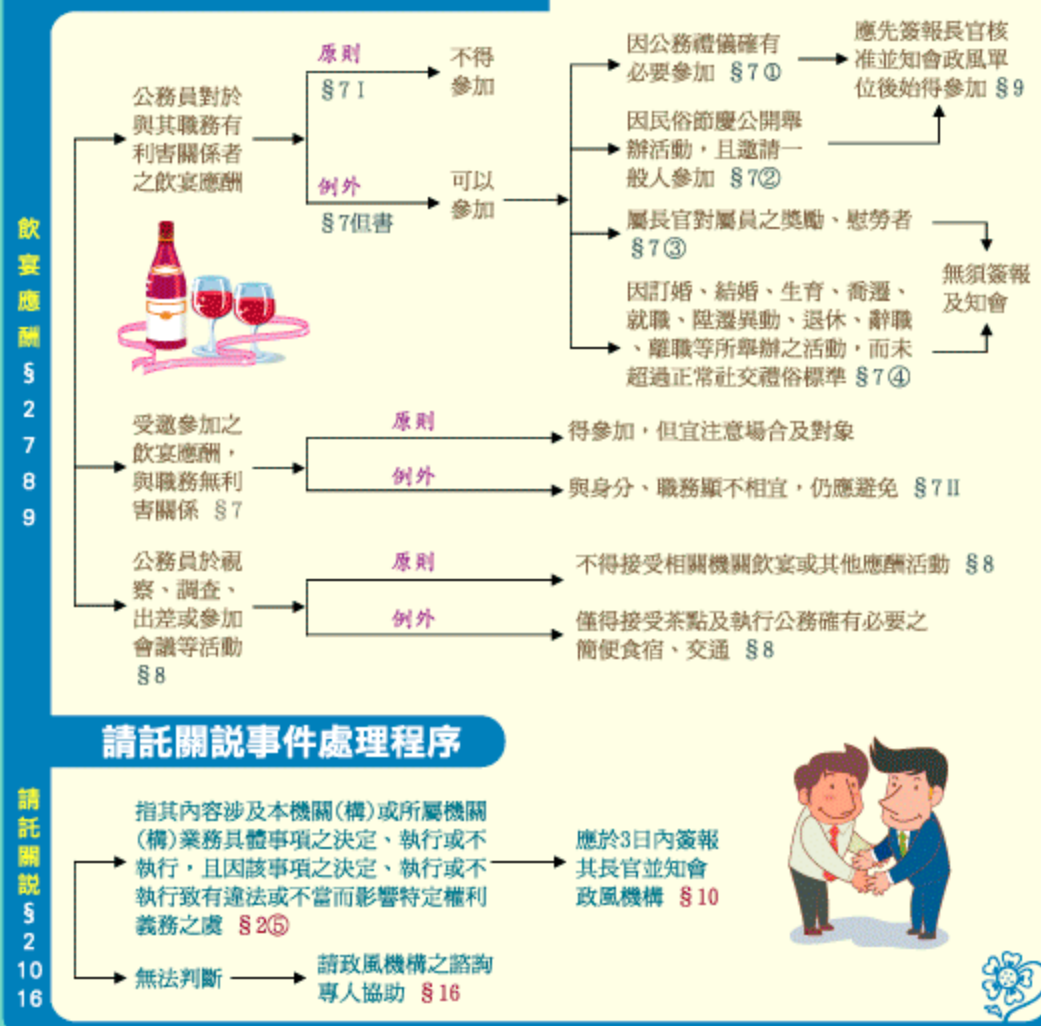 飲宴應酬§2789
公務員對於
與其職務有
利害關係者
之飲宴應酬
原則
§7 I
不得
參加
例外
§7但書
可以
參加
因公務禮儀確有
必要參加 §7①
應先簽報長官核
准並知會政風單
位後始得參加 §9
因民俗節慶公開舉
辦活動，且邀請一
般人參加 §7②
屬長官對屬員之獎勵、慰勞者
§7③
因訂婚、結婚、生育、喬遷、
就職、陞遷異動、退休、辭職
、離職等所舉辦之活動，而未
超過正常社交禮俗標準 §7④
無須簽報
及知會
受邀參加之
飲宴應酬，
與職務無利
害關係 §7
原則
得參加，但宜注意場合及對象
例外
與身分、職務顯不相宜，仍應避免 §7 II
公務員於視
察、調查、
出差或參加
會議等活動
§8
原則
不得接受相關機關飲宴或其他應酬活動 §8
例外
僅得接受茶點及執行公務確有必要之
簡便食宿、交通 §8
請託關說事件處理程序
請託關說§21016
指其內容涉及本機關(構)或所屬機關
(構)業務具體事項之決定、執行或不
執行，且因該事項之決定、執行或不
執行致有違法或不當而影響特定權利
義務之虞 §2⑤
應於3日內簽報
其長官並知會
政風機構 §10
無法判斷
請政風機構之諮詢
專人協助 §16